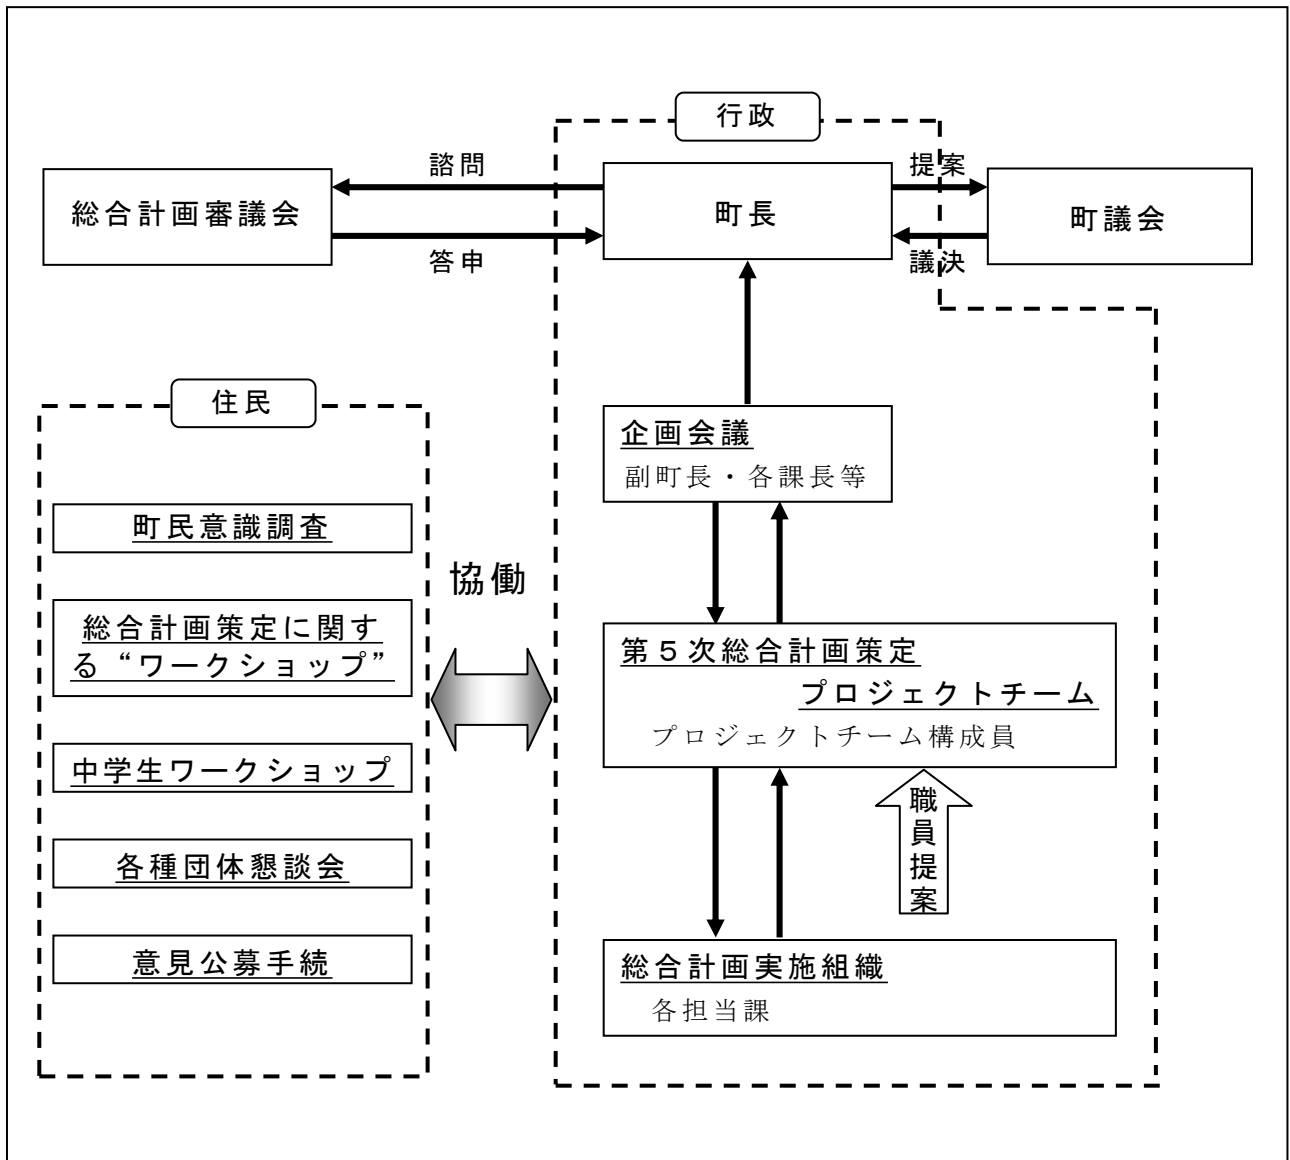 行政
諮問
提案
総合計画審議会
町長
町議会
答申
議決
住民
企画会議
副町長・各課長等
町民意識調査
協働
総合計画策定に関す
る“ワークショップ”
第５次総合計画策定
プロジェクトチーム
プロジェクトチーム構成員
中学生ワークショップ
職員提案
各種団体懇談会
意見公募手続
総合計画実施組織
各担当課